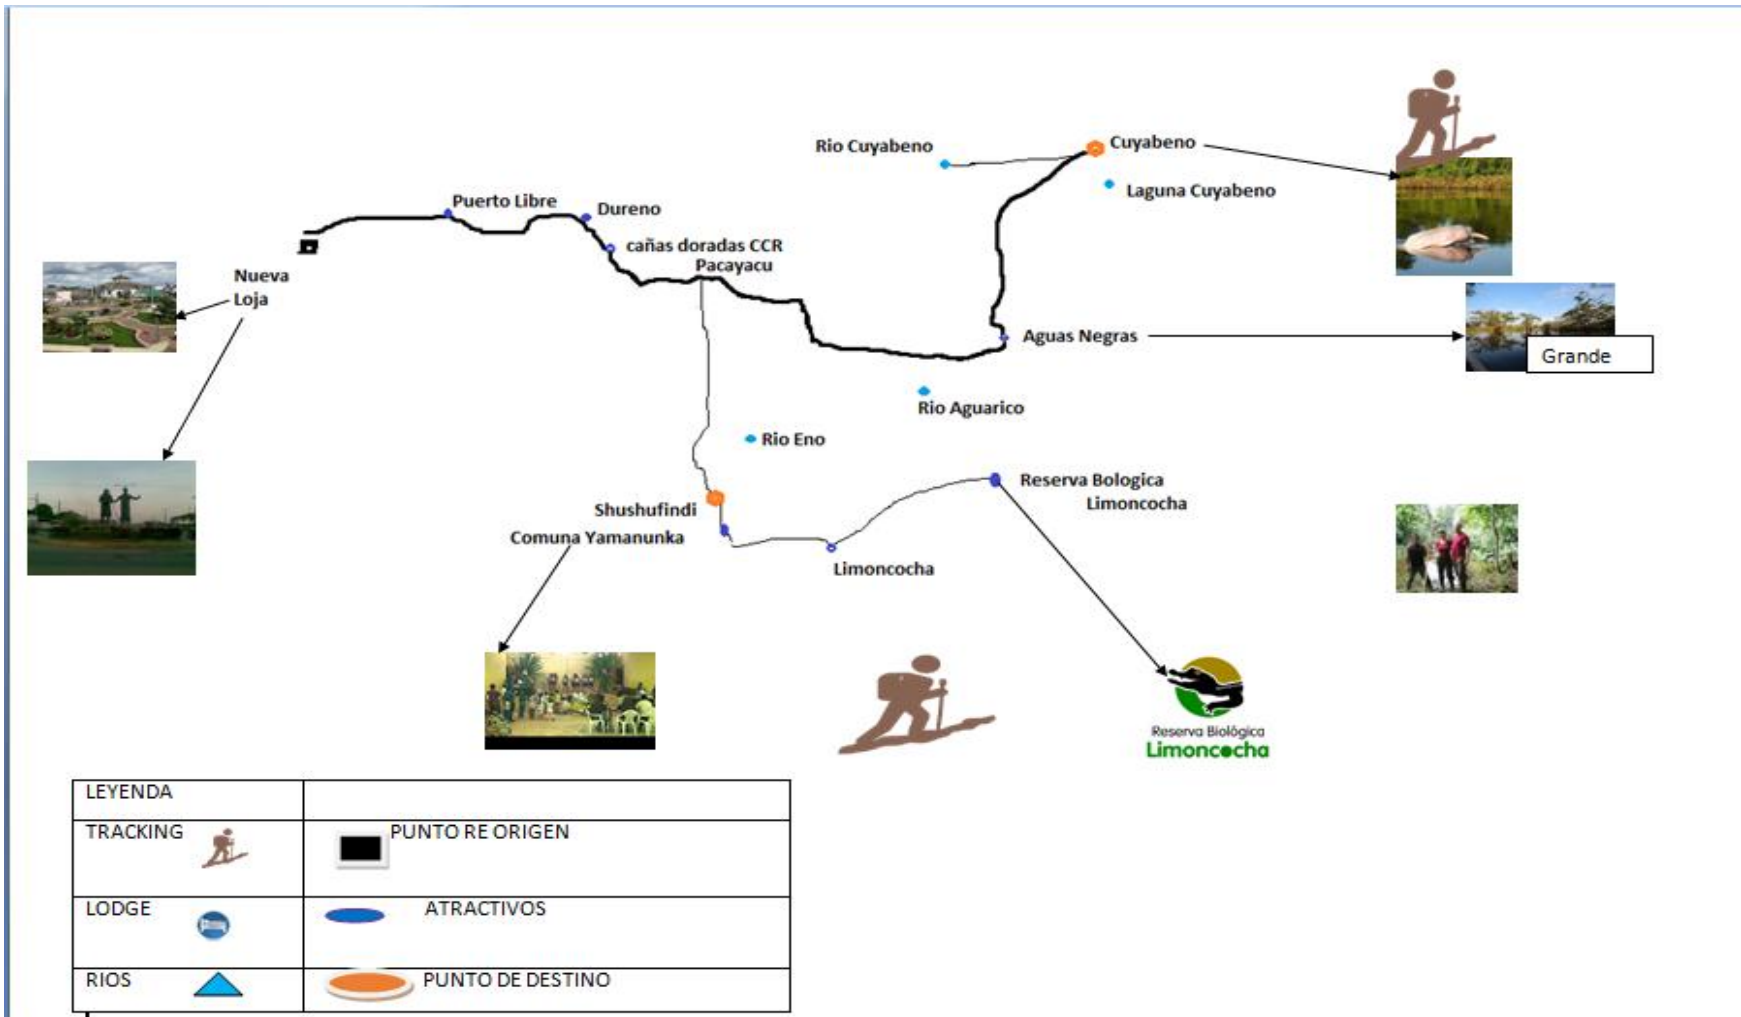 Rio Cuyabeno
Cuyabeno
Laguna Cuyabeno
Puerto Libre
Dureno
cañas doradas CCR
Pacayacu
Nueva
Loja
Aguas Negras
Grande
Rio Aguarico
Rio Eno
Reserva Bologica
Limoncocha
Shushufindi
Comuna Yamanunka
Limoncocha
Reserva Biológica
Limoncocha
LEYENDA
TRACKING
PUNTO RE ORIGEN
LODGE
ATRACTIVOS
RIOS
PUNTO DE DESTINO